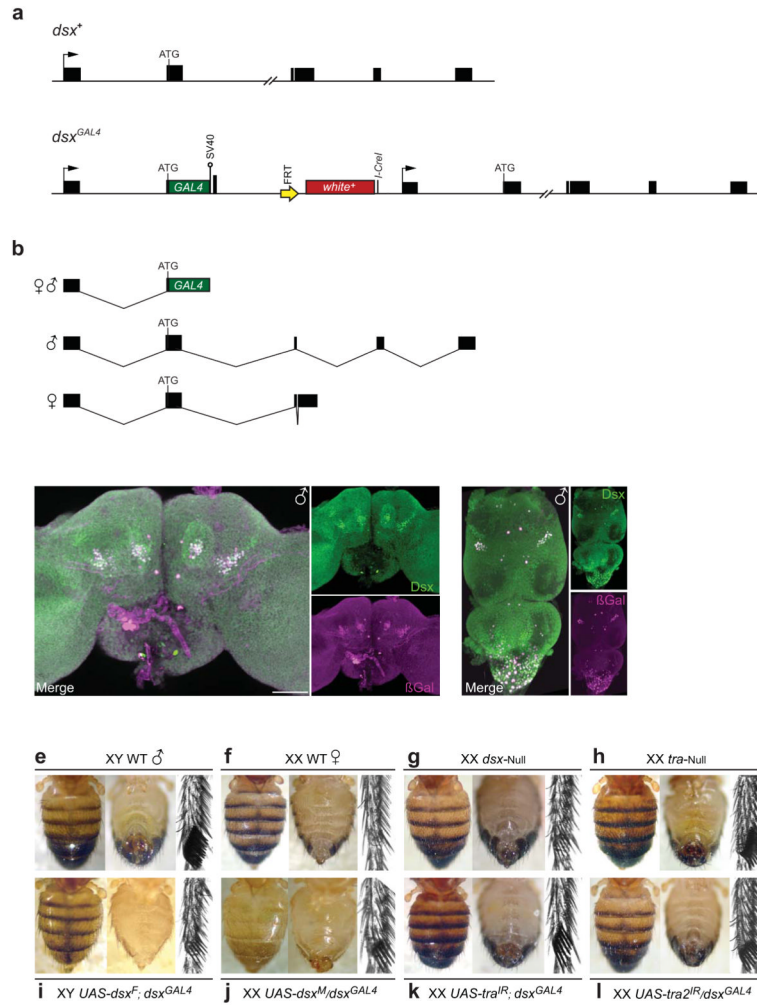 a
dsx+
ATG
dsxGAL4
ATG
GAL4
SV40
FRT
white+
I-CreI
ATG
b
♀♂
ATG
GAL4
♂
ATG
♀
ATG
♂
Merge
Dsx
ßGal
Merge
Dsx
ßGal
e XY WT ♂
f XX WT ♀
g XX dsx-Null
h XX tra-Null
i XY UAS-dsxF; dsxGAL4
j XX UAS-dsxM/dsxGAL4
k XX UAS-traIR; dsxGAL4
l XX UAS-tra2IR/dsxGAL4